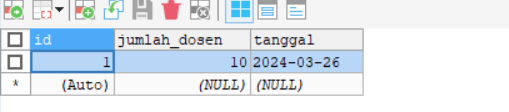 id jumlah_dosen tanggal
1 10 2024-03-26
* (Auto) (NULL) (NULL)